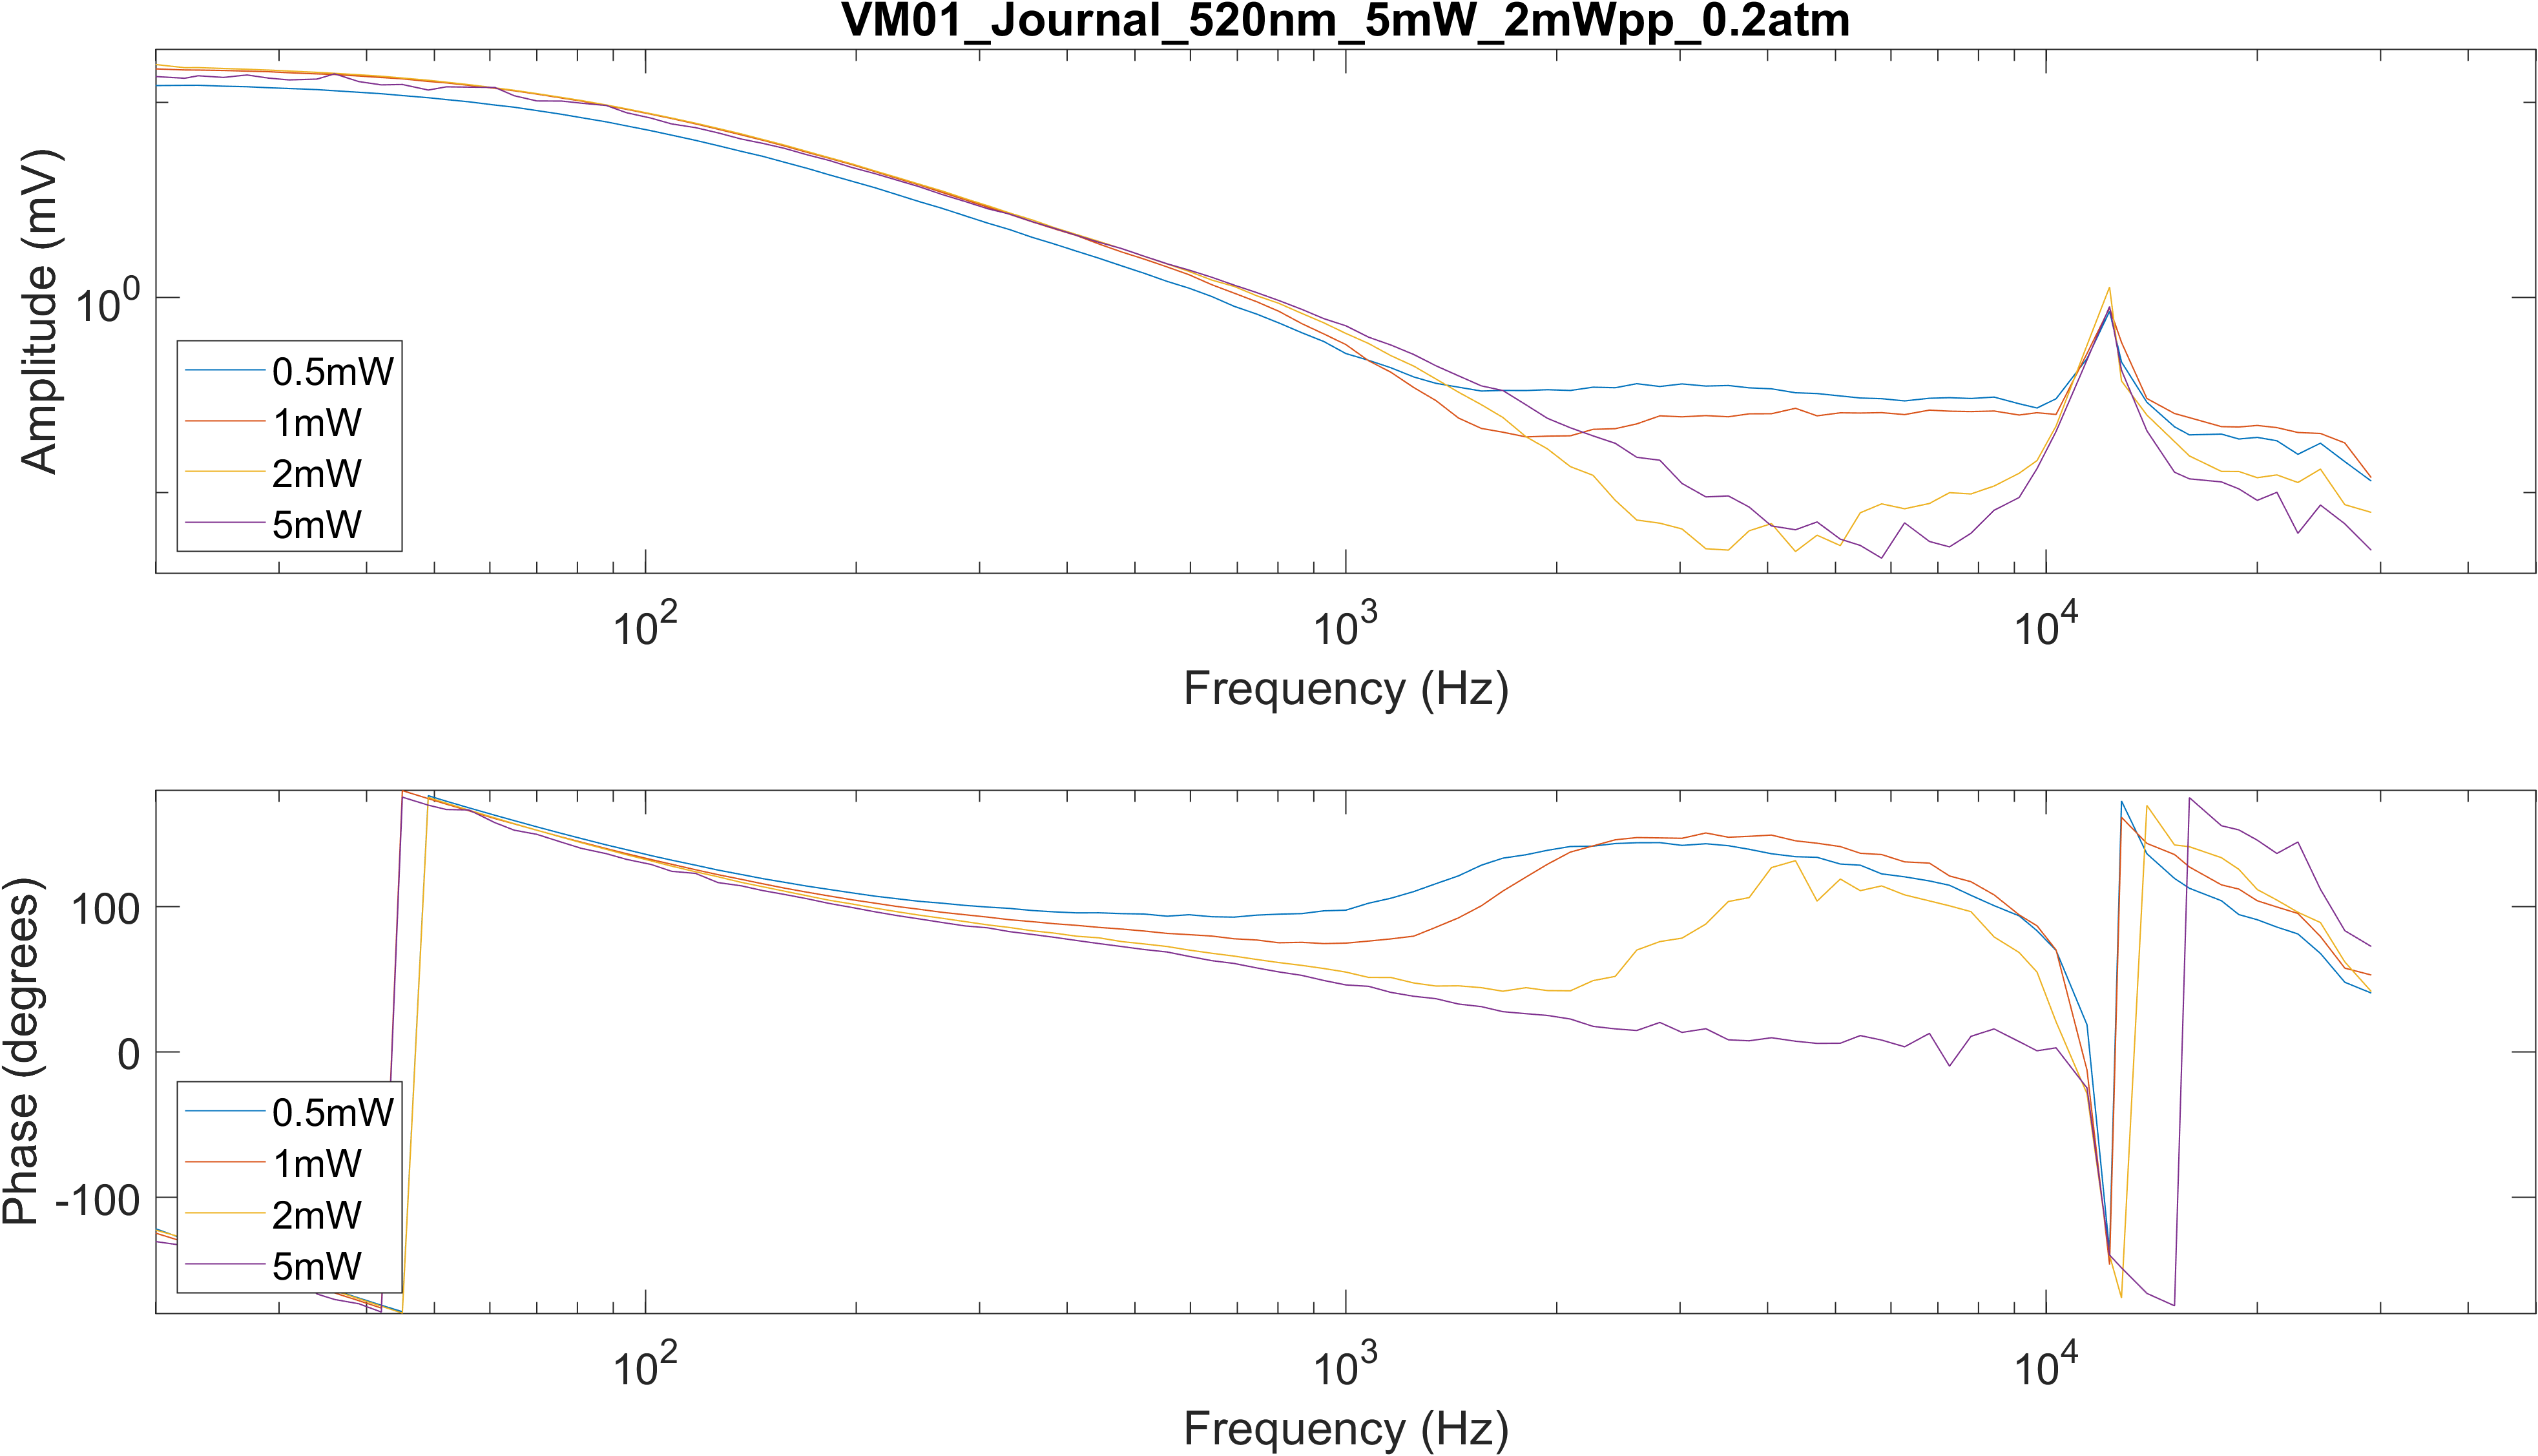 VM01_Journal_520nm_5mW_2mWpp_0.2atm
Amplitude (mV)
10^0
0.5mW
1mW
2mW
5mW
10^2
10^3
10^4
Frequency (Hz)
Phase (degrees)
100
0
-100
0.5mW
1mW
2mW
5mW
10^2
10^3
10^4
Frequency (Hz)